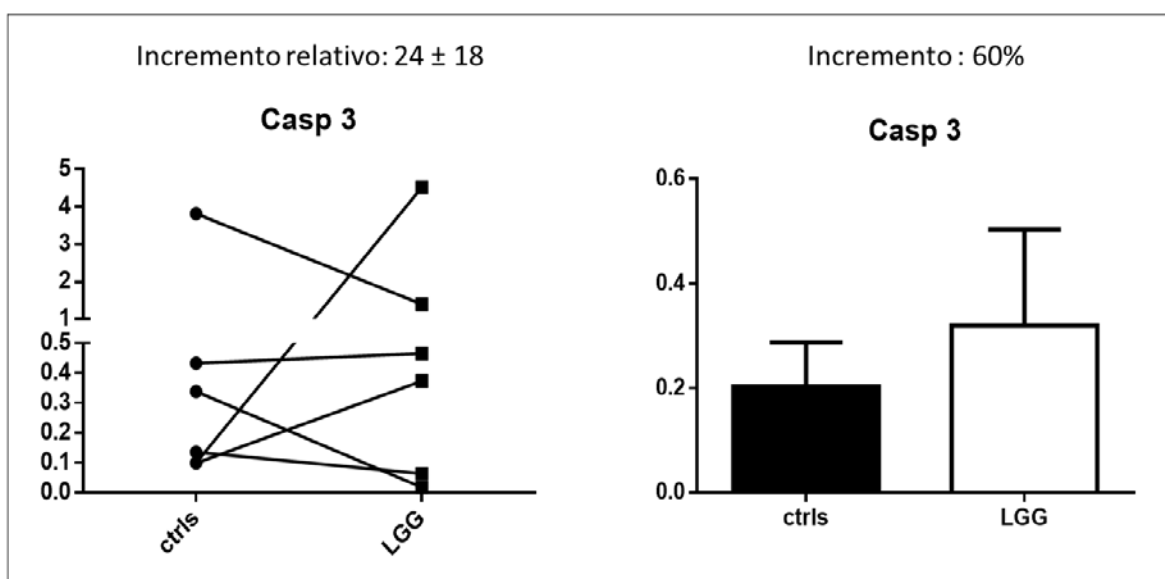 Incremento relativo: 24 ± 18
Casp 3
5
4
3
2
1
0.5
0.4
0.3
0.2
0.1
0.0
ctrls
LGG
Incremento : 60%
Casp 3
0.6
0.4
0.2
0.0
ctrls
LGG